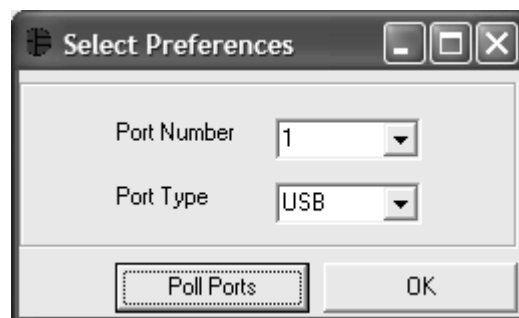 Select Preferences
Port Number 1
Port Type USB
Poll Ports OK